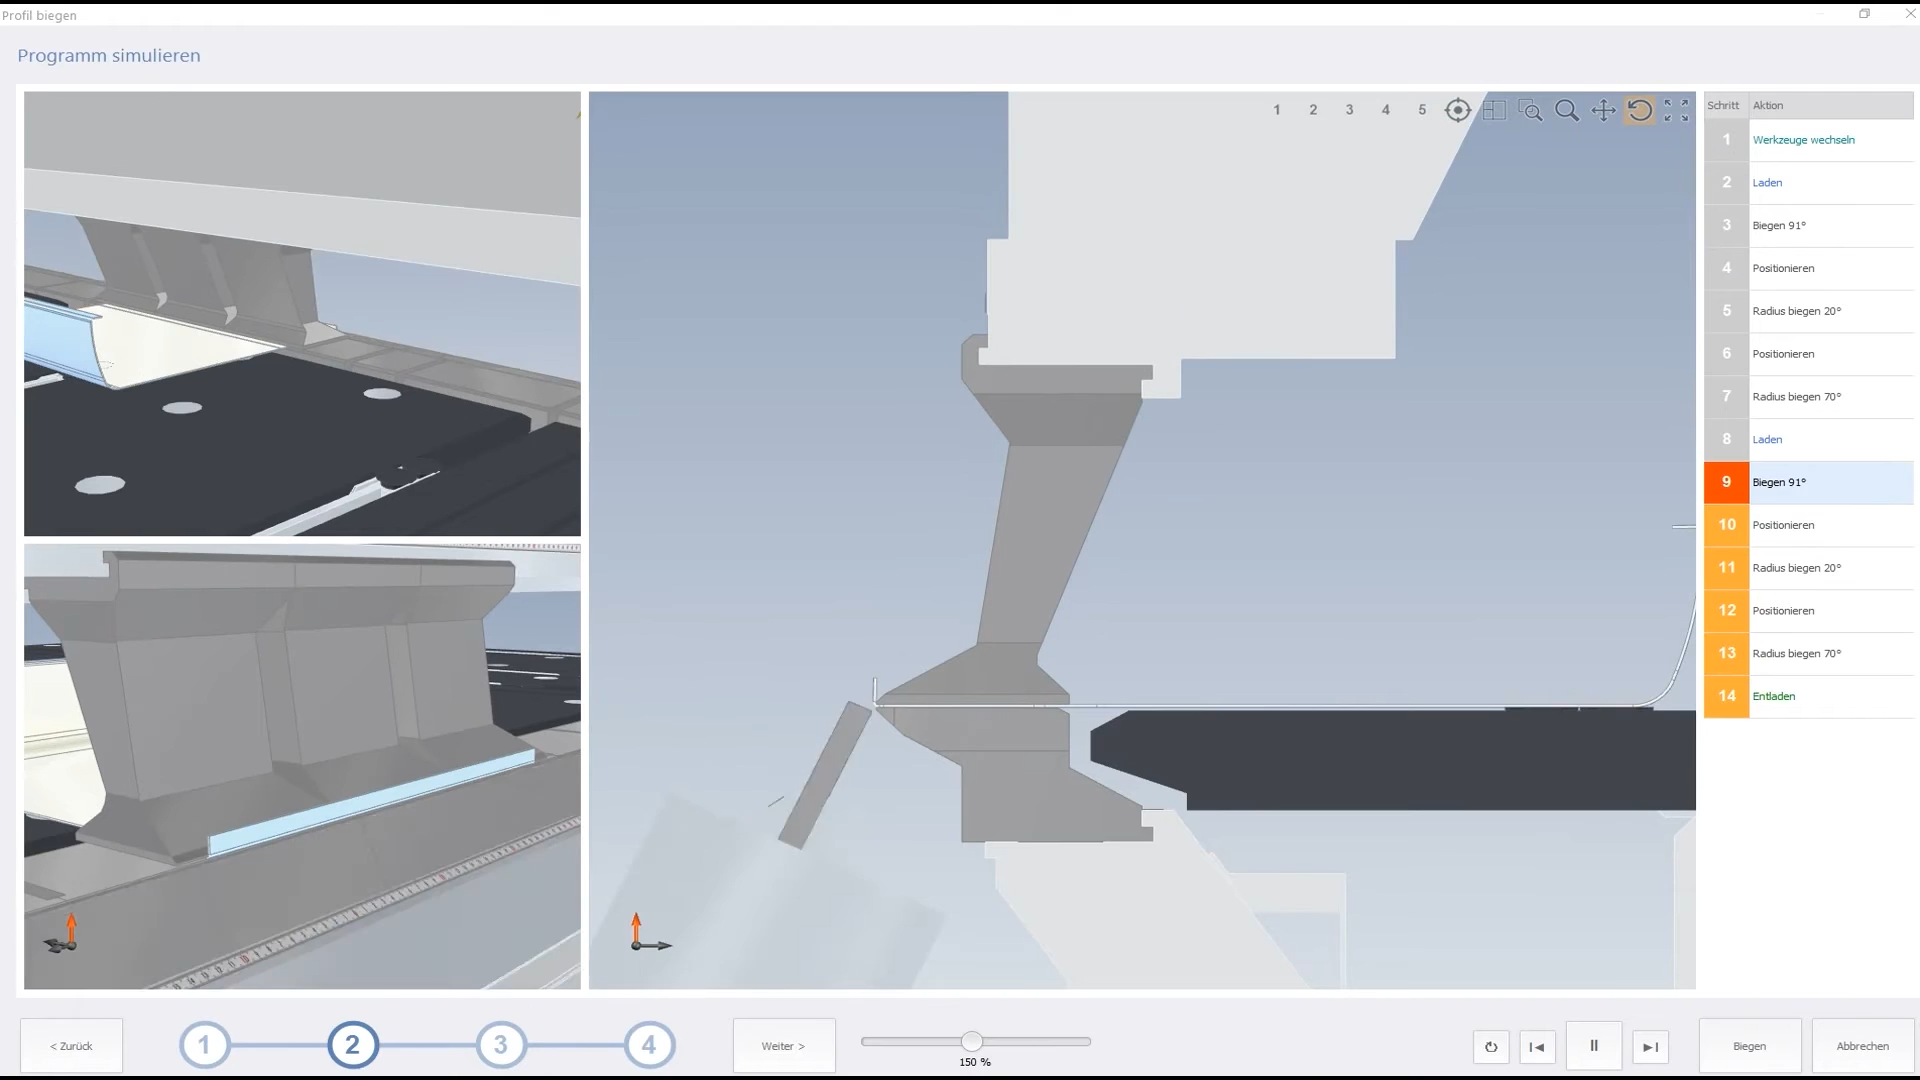 Profil biegen
Programm simulieren
1 2 3 4 5
Schritt Aktion
1 Werkzeuge wechseln
2 Laden
3 Biegen 91°
4 Positionieren
5 Radius biegen 20°
6 Positionieren
7 Radius biegen 70°
8 Laden
9 Biegen 91°
10 Positionieren
11 Radius biegen 20°
12 Positionieren
13 Radius biegen 70°
14 Entladen
< Zurück
1 2 3 4
Weiter >
150 %
Biegen
Abbrechen